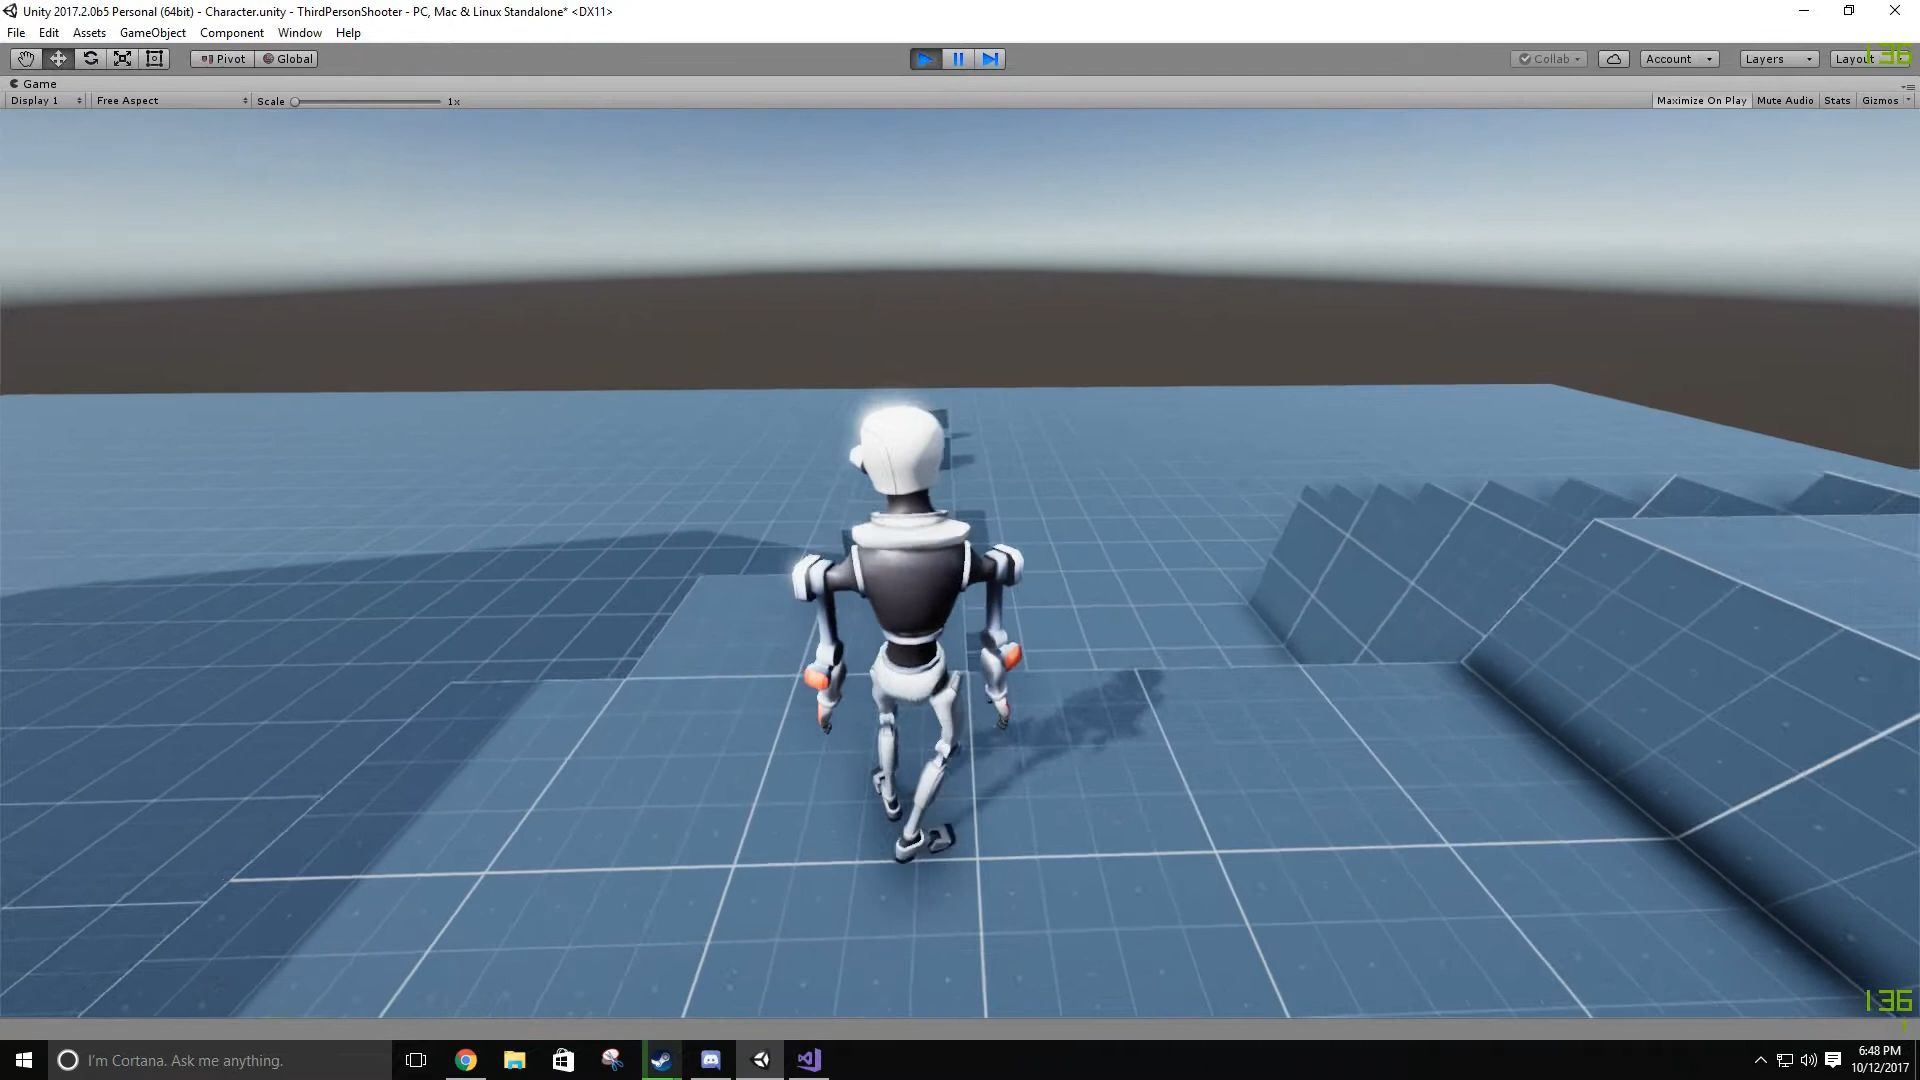 Unity 2017.2.0b5 Personal (64bit) - Character.unity - ThirdPersonShooter - PC, Mac & Linux Standalone* <DX11>
File Edit Assets GameObject Component Window Help
Pivot Global Collab Account Layers Layout
136
Game
Display 1 Free Aspect Scale 1x Maximize On Play Mute Audio Stats Gizmos
136
I'm Cortana. Ask me anything.
6:48 PM
10/12/2017